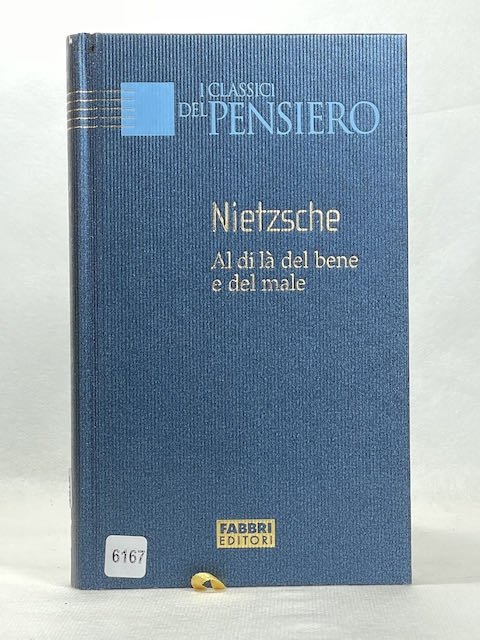 I CLASSICI
DEL PENSIERO
Nietzsche
Al di là del bene
e del male
FABBRI
EDITORI
6167